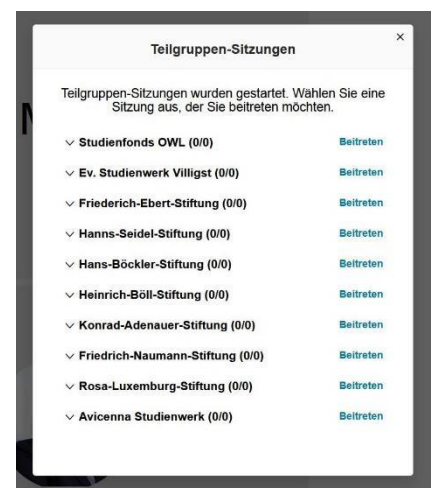 Teilgruppen-Sitzungen
×
Teilgruppen-Sitzungen wurden gestartet. Wählen Sie eine
Sitzung aus, der Sie beitreten möchten.
Studienfonds OWL (0/0) Beitreten
Ev. Studienwerk Villigst (0/0) Beitreten
Friederich-Ebert-Stiftung (0/0) Beitreten
Hanns-Seidel-Stiftung (0/0) Beitreten
Hans-Böckler-Stiftung (0/0) Beitreten
Heinrich-Böll-Stiftung (0/0) Beitreten
Konrad-Adenauer-Stiftung (0/0) Beitreten
Friedrich-Naumann-Stiftung (0/0) Beitreten
Rosa-Luxemburg-Stiftung (0/0) Beitreten
Avicenna Studienwerk (0/0) Beitreten